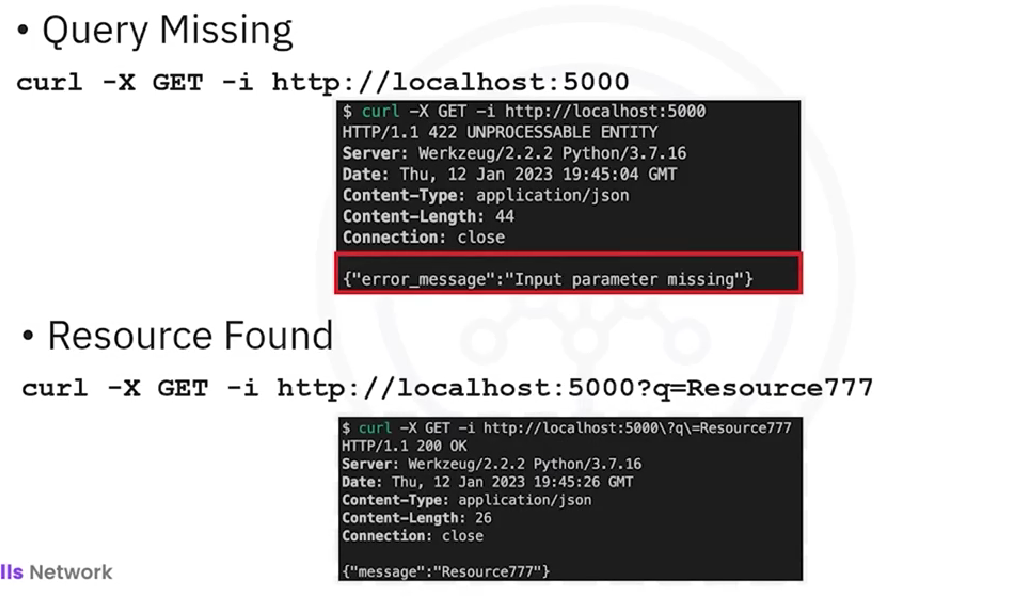 • Query Missing
curl -X GET -i http://localhost:5000
$ curl -X GET -i http://localhost:5000
HTTP/1.1 422 UNPROCESSABLE ENTITY
Server: Werkzeug/2.2.2 Python/3.7.16
Date: Thu, 12 Jan 2023 19:45:04 GMT
Content-Type: application/json
Content-Length: 44
Connection: close
{"error_message":"Input parameter missing"}
• Resource Found
curl -X GET -i http://localhost:5000?q=Resource777
$ curl -X GET -i http://localhost:5000\?q\=Resource777
HTTP/1.1 200 OK
Server: Werkzeug/2.2.2 Python/3.7.16
Date: Thu, 12 Jan 2023 19:45:26 GMT
Content-Type: application/json
Content-Length: 26
Connection: close
{"message":"Resource777"}
lls Network